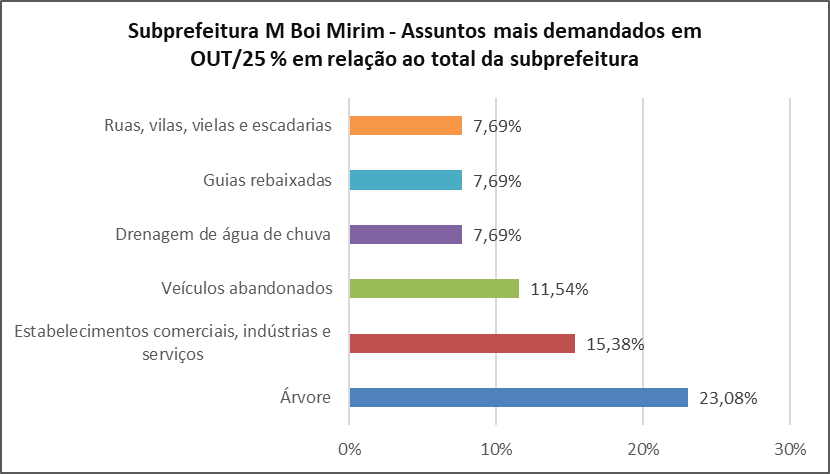 Subprefeitura M Boi Mirim - Assuntos mais demandados em
OUT/25 % em relação ao total da subprefeitura
Ruas, vilas, vielas e escadarias
7,69%
Guias rebaixadas
7,69%
Drenagem de água de chuva
7,69%
Veículos abandonados
11,54%
Estabelecimentos comerciais, indústrias e
serviços
15,38%
Árvore
23,08%
0%
10%
20%
30%